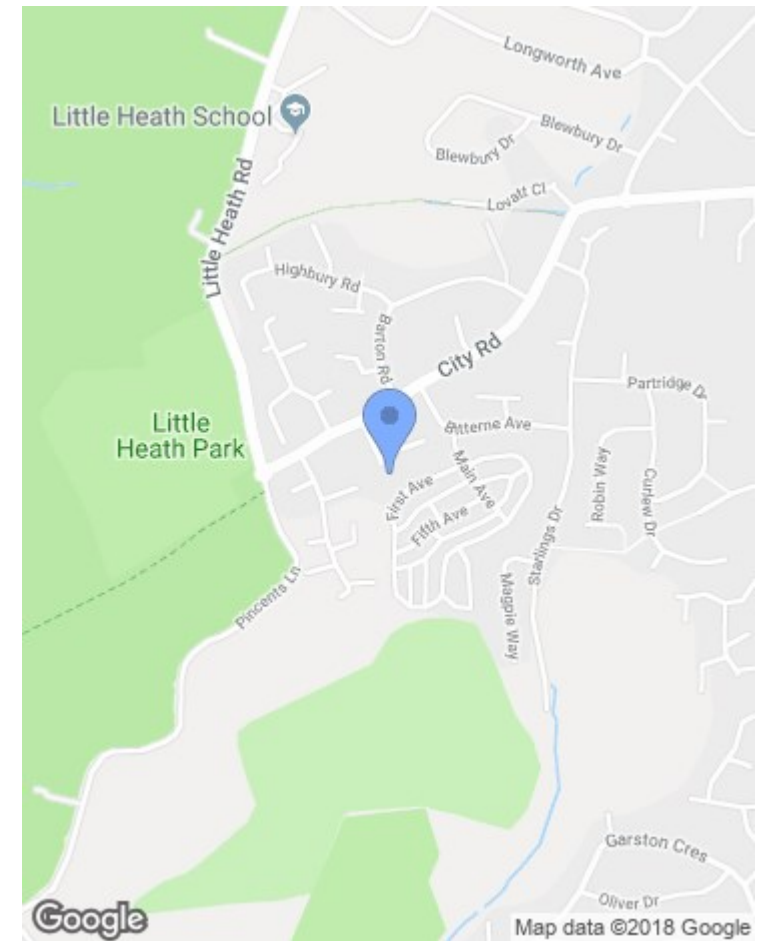 Longworth Ave
Little Heath School
Blewbury Dr
Blewbury Dr
Lovatt Cl
Little Heath Rd
Highbury Rd
Barton Rd
City Rd
Partridge Dr
Little
Heath Park
Bitterne Ave
Main Ave
First Ave
Fifth Ave
Robin Way
Curlew Dr
Starlings Dr
Magpie Way
Pincents Ln
Garston Cres
Oliver Dr
Google
Map data ©2018 Google